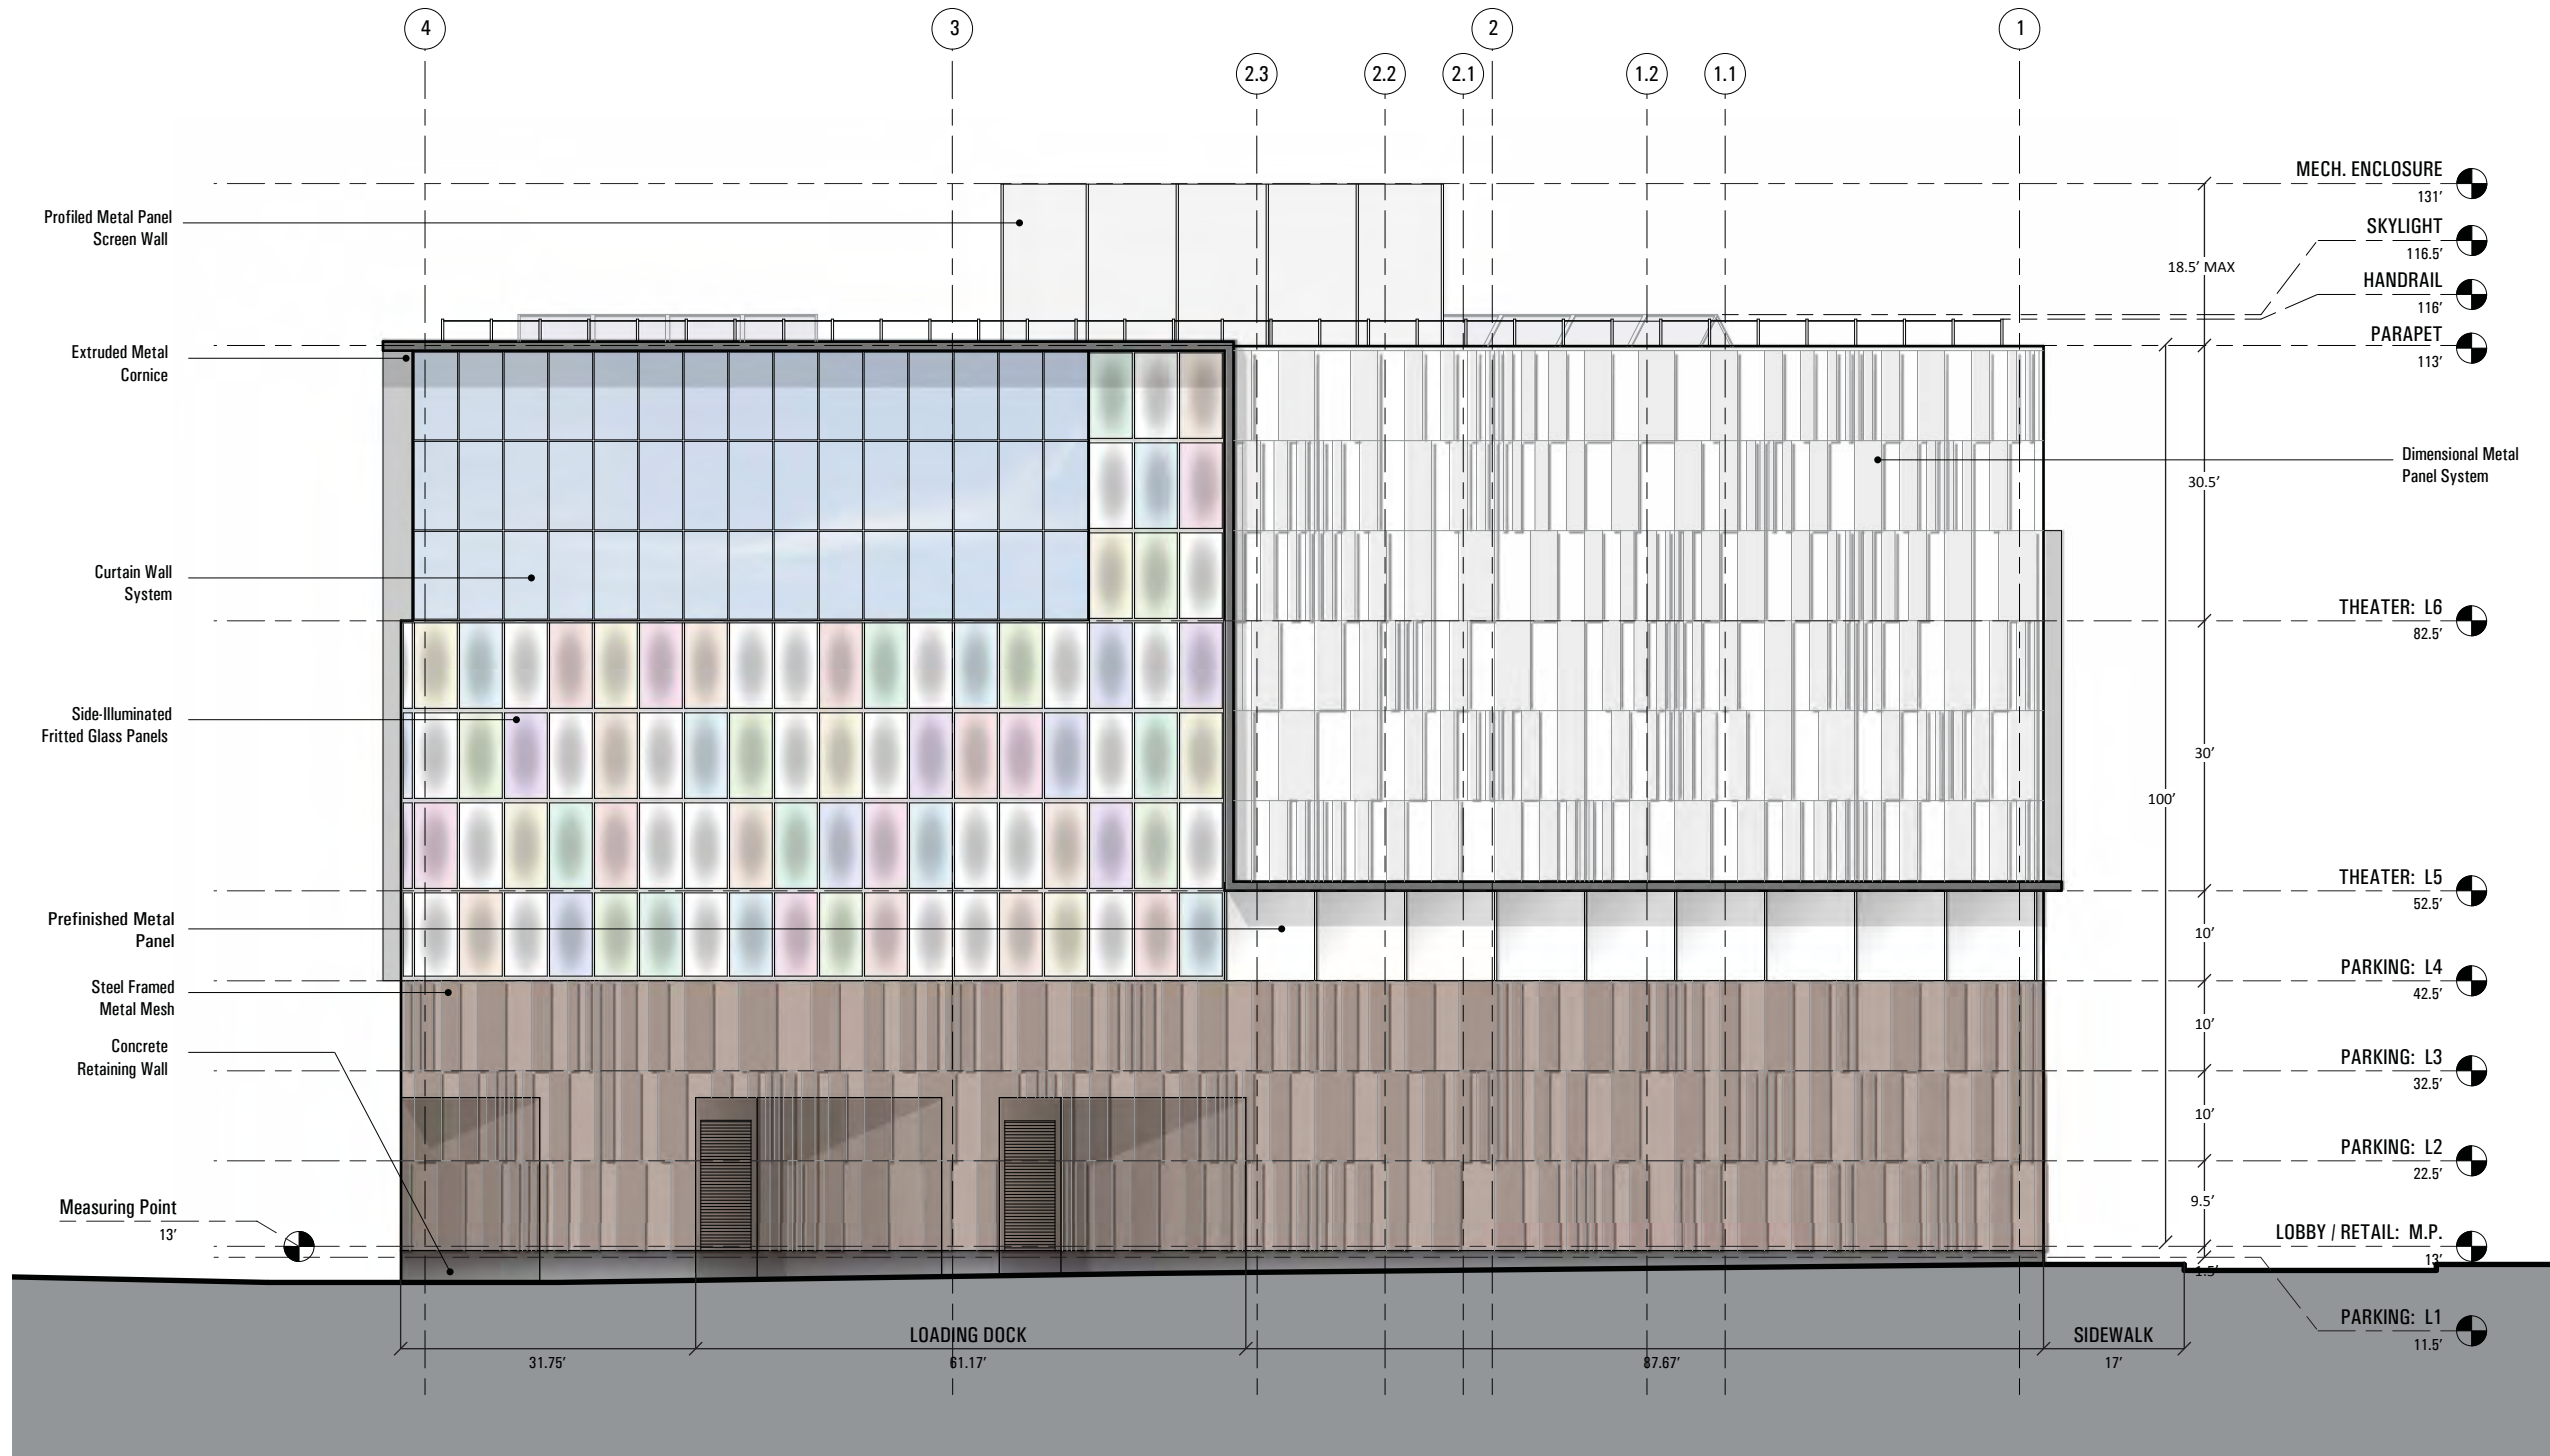 4
3
2
1
2.3
2.2
2.1
1.2
1.1
MECH. ENCLOSURE
131'
Profiled Metal Panel
Screen Wall
SKYLIGHT
116.5'
18.5' MAX
HANDRAIL
116'
PARAPET
113'
Extruded Metal
Cornice
Dimensional Metal
Panel System
30.5'
Curtain Wall
System
THEATER: L6
82.5'
Side-Illuminated
Fritted Glass Panels
30'
100'
THEATER: L5
52.5'
Prefinished Metal
Panel
10'
PARKING: L4
42.5'
Steel Framed
Metal Mesh
10'
Concrete
Retaining Wall
PARKING: L3
32.5'
10'
PARKING: L2
22.5'
9.5'
Measuring Point
13'
LOBBY / RETAIL: M.P.
13'
1.5'
PARKING: L1
11.5'
LOADING DOCK
SIDEWALK
31.75'
61.17'
87.67'
17'